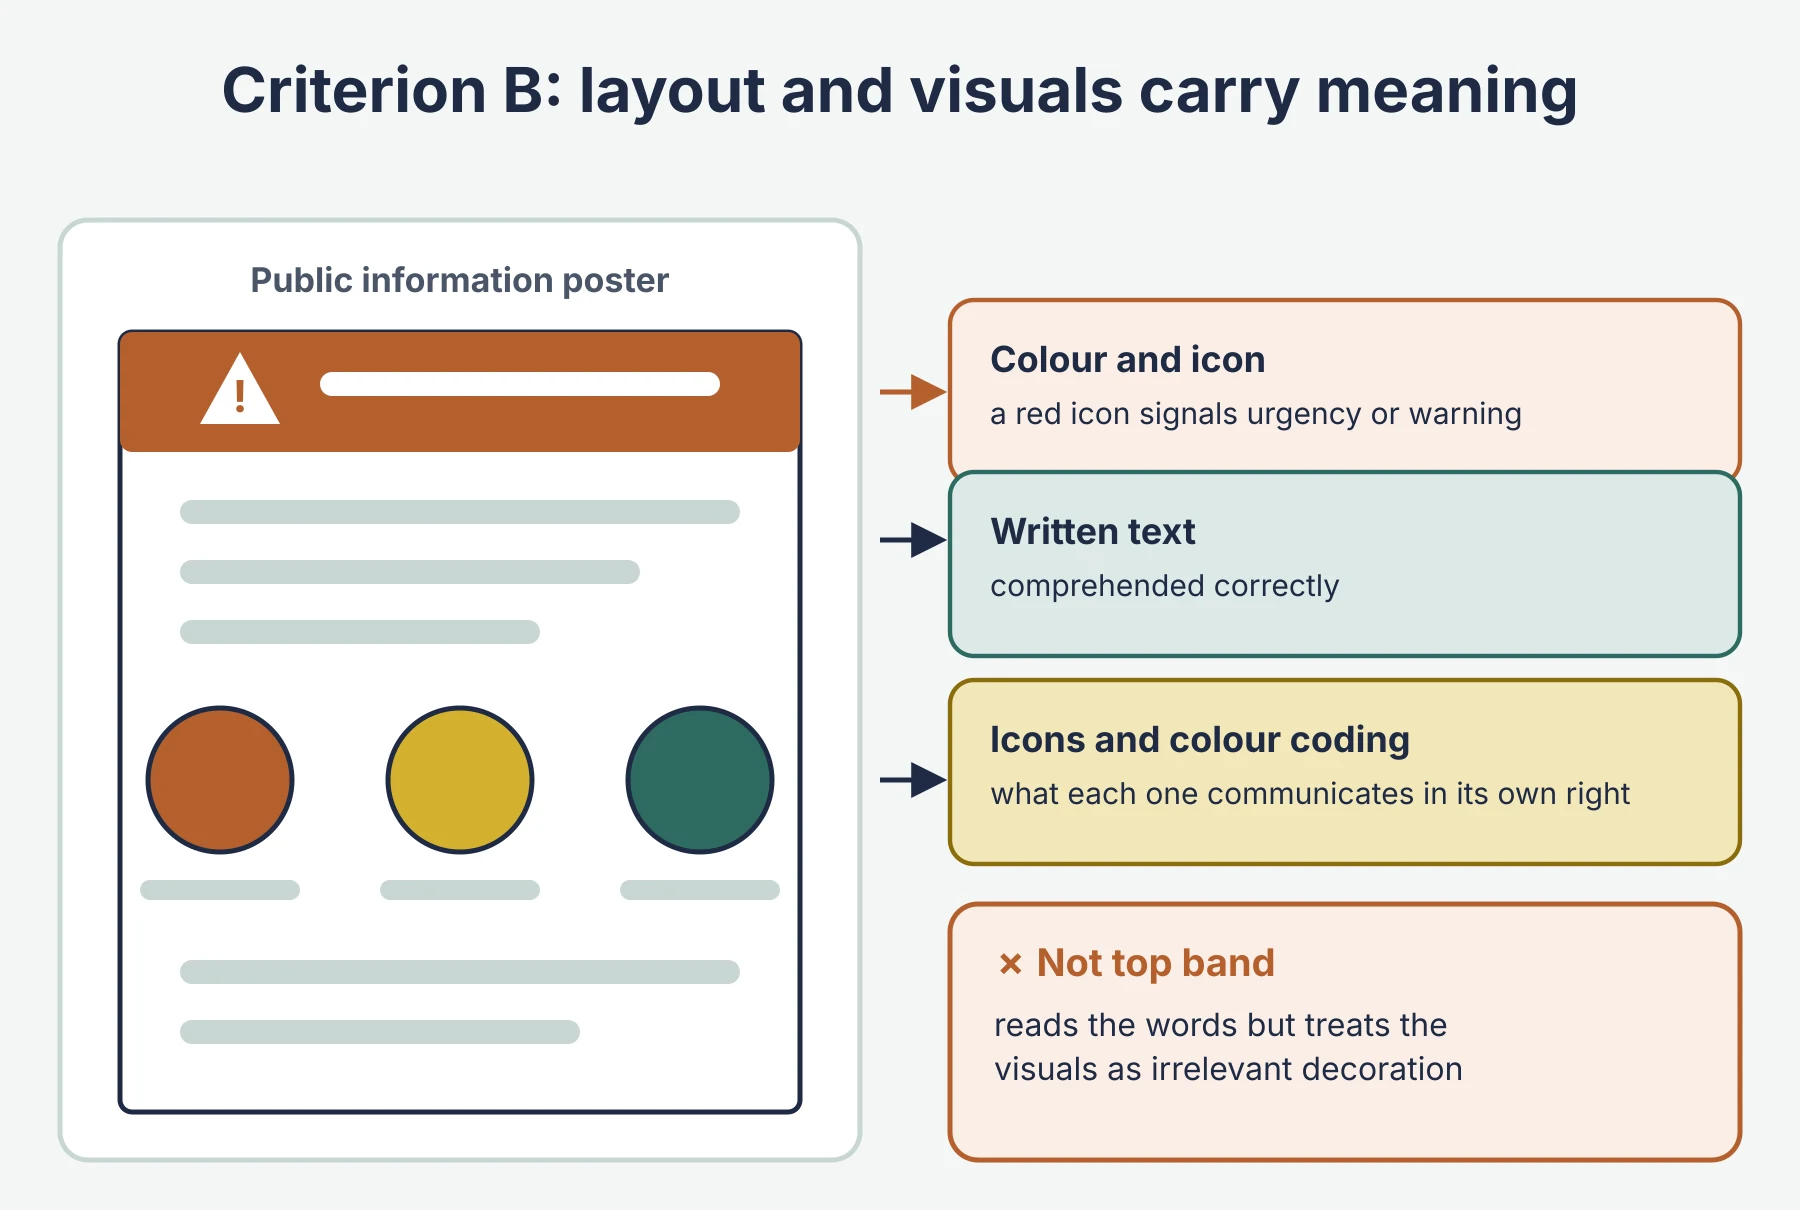 Criterion B: layout and visuals carry meaning
Public information poster
!
Colour and icon
a red icon signals urgency or warning
Written text
comprehended correctly
Icons and colour coding
what each one communicates in its own right
× Not top band
reads the words but treats the
visuals as irrelevant decoration